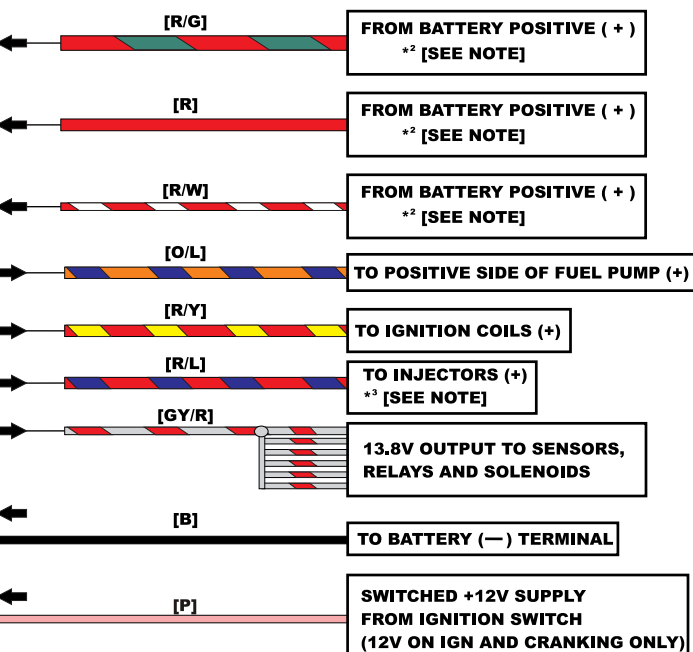 [R/G]
FROM BATTERY POSITIVE ( + )
*² [SEE NOTE]
[R]
FROM BATTERY POSITIVE ( + )
*² [SEE NOTE]
[R/W]
FROM BATTERY POSITIVE ( + )
*² [SEE NOTE]
[O/L]
TO POSITIVE SIDE OF FUEL PUMP (+)
[R/Y]
TO IGNITION COILS (+)
[R/L]
TO INJECTORS (+)
*³ [SEE NOTE]
[GY/R]
13.8V OUTPUT TO SENSORS,
RELAYS AND SOLENOIDS
[B]
TO BATTERY (—) TERMINAL
[P]
SWITCHED +12V SUPPLY
FROM IGNITION SWITCH
(12V ON IGN AND CRANKING ONLY)